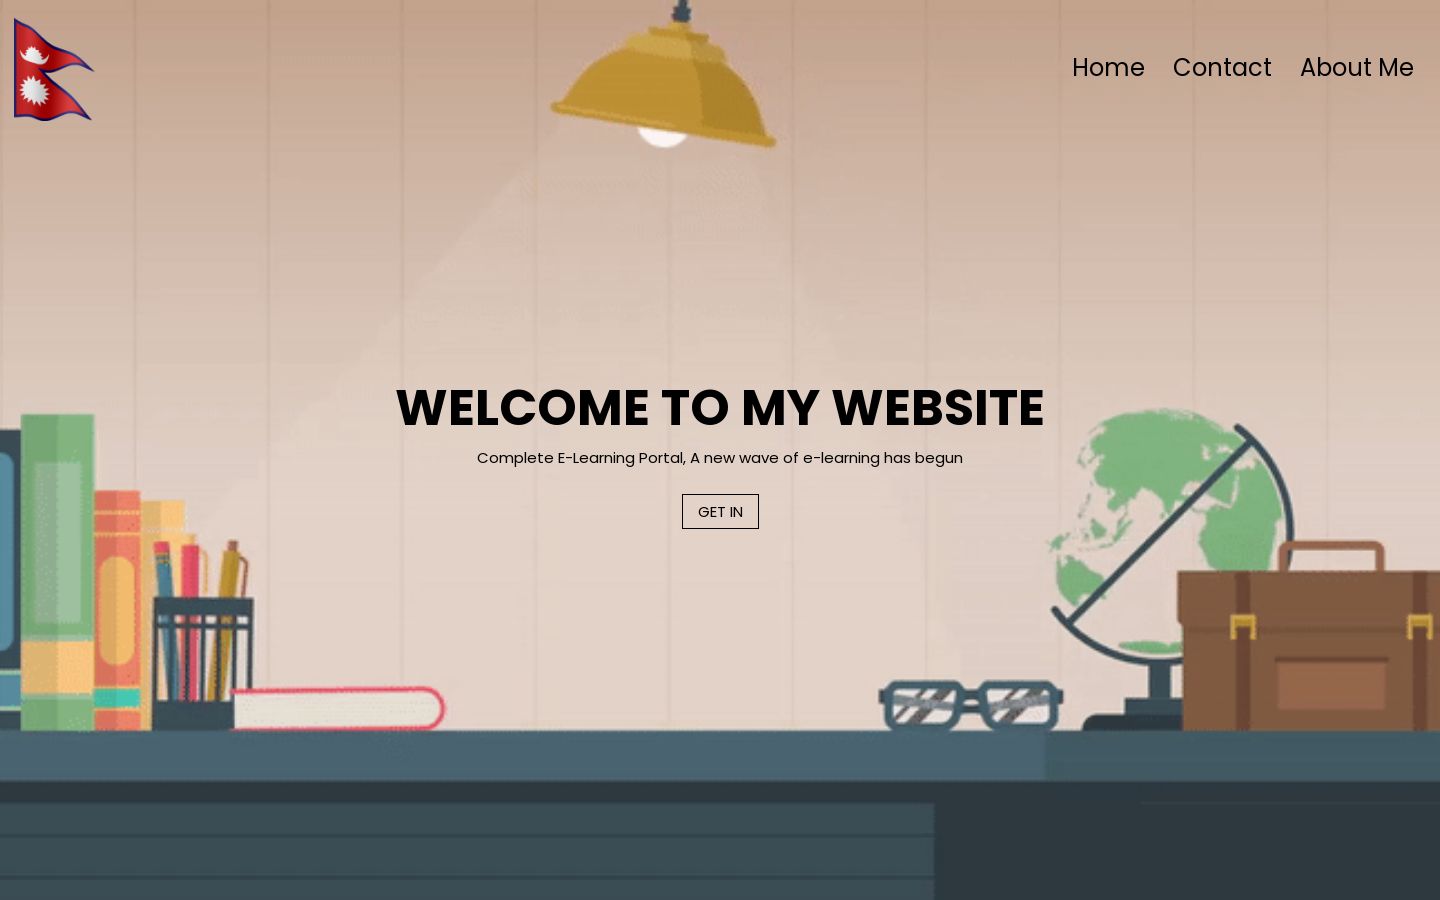 Home Contact About Me
WELCOME TO MY WEBSITE
Complete E-Learning Portal, A new wave of e-learning has begun
GET IN